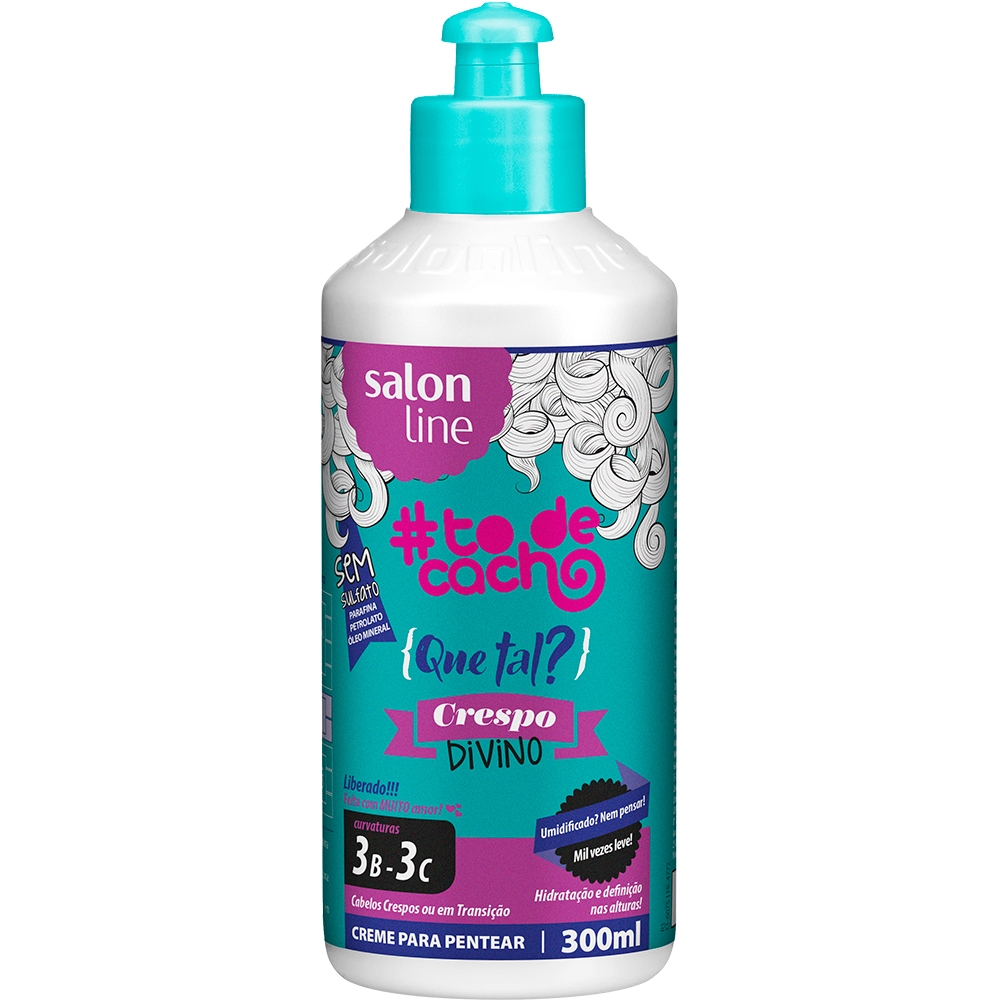 salonline
salon
line
#to de
cacho
SEM
SULFATO
PARAFINA
PETROLATO
ÓLEO MINERAL
{Que tal?}
Crespo
DiViNO
Liberado!!!
Feito com MUITO amor!
curvaturas
3B-3C
Cabelos Crespos ou em Transição
Umidificado? Nem pensar!
Mil vezes leve!
Hidratação e definição
nas alturas!
CREME PARA PENTEAR | 300ml